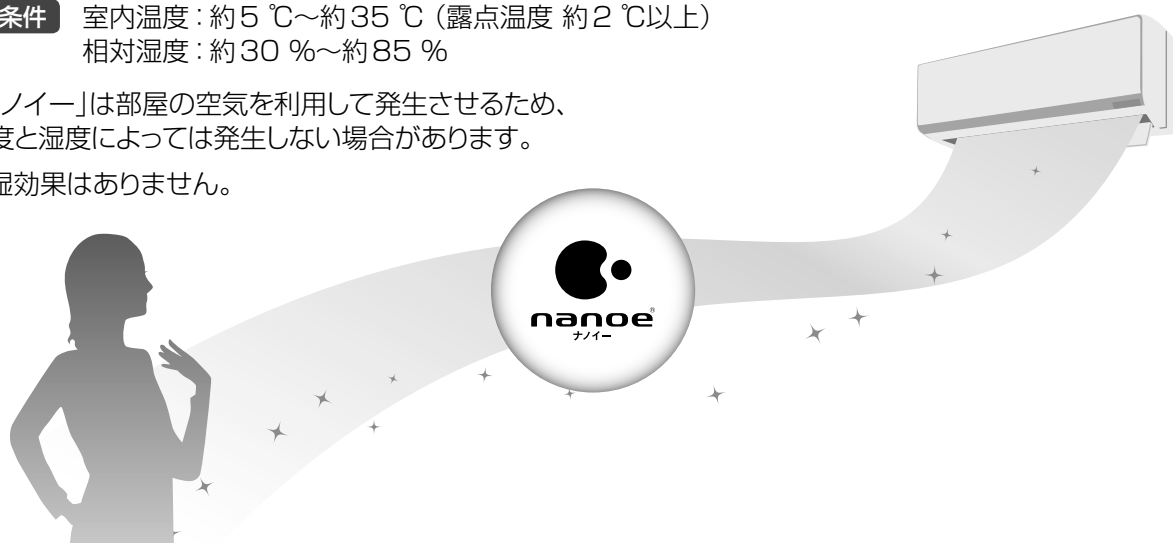 条件 室内温度：約5 ℃～約35 ℃（露点温度 約2 ℃以上）
相対湿度：約30 %～約85 %
ノイー」は部屋の空気を利用して発生させるため、
度と湿度によっては発生しない場合があります。
湿効果はありません。
nanoe®
ナノイー